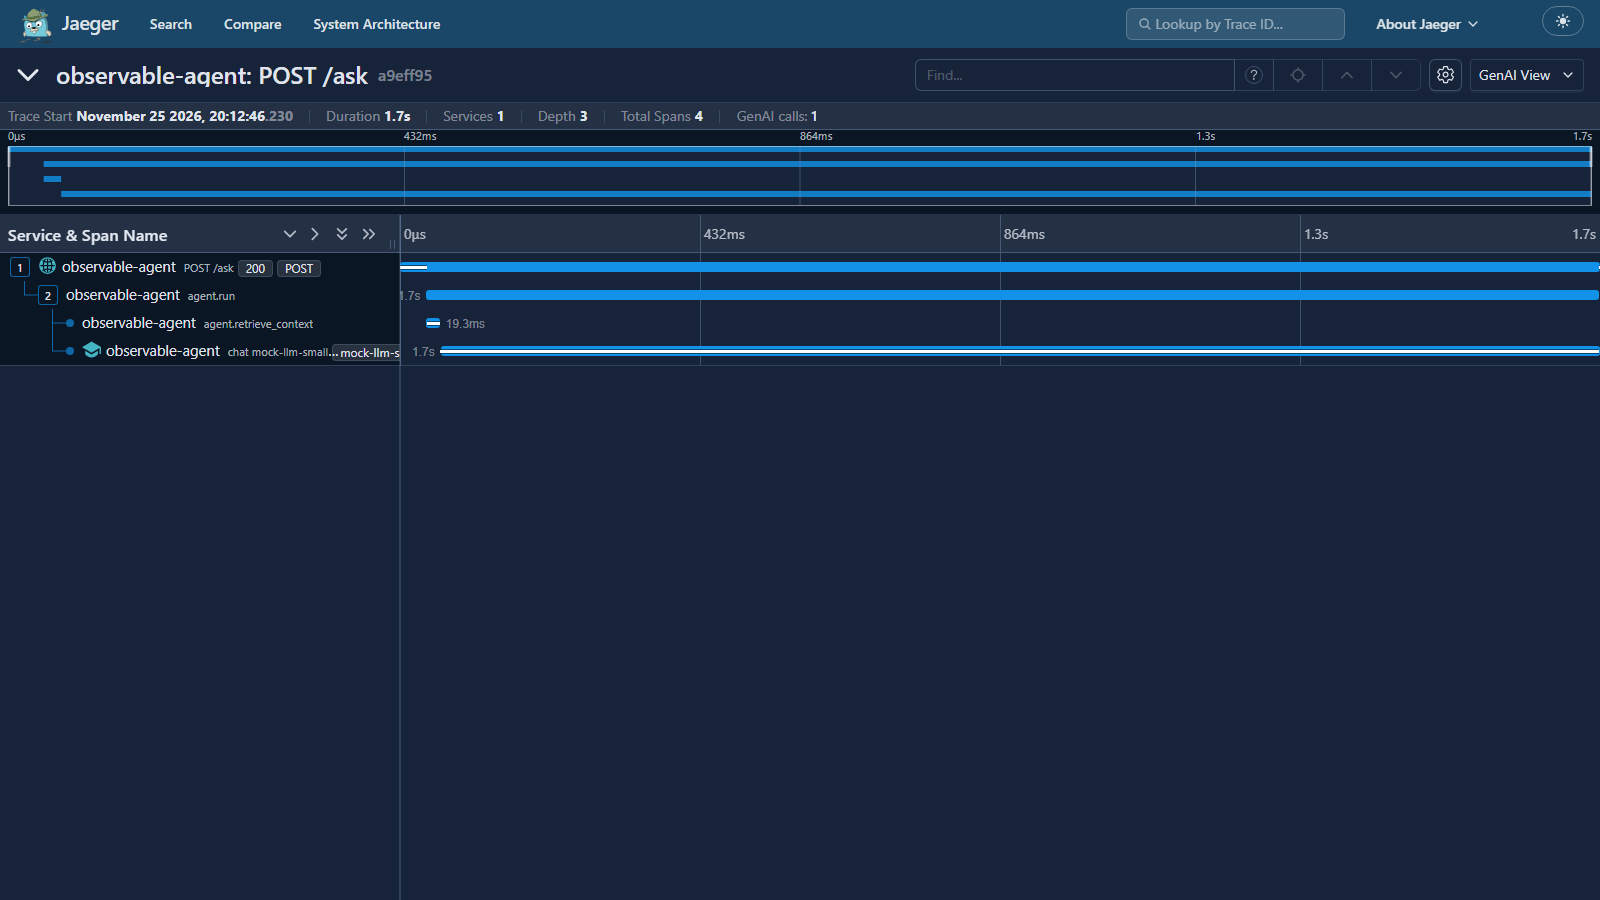 Jaeger Search Compare System Architecture Lookup by Trace ID... About Jaeger
observable-agent: POST /ask a9eff95 Find... ? GenAI View
Trace Start November 25 2026, 20:12:46.230 Duration 1.7s Services 1 Depth 3 Total Spans 4 GenAI calls: 1
0μs 432ms 864ms 1.3s 1.7s
Service & Span Name 0μs 432ms 864ms 1.3s 1.7s
1 observable-agent POST /ask 200 POST
2 observable-agent agent.run 1.7s
observable-agent agent.retrieve_context 19.3ms
observable-agent chat mock-llm-small... mock-llm-s 1.7s